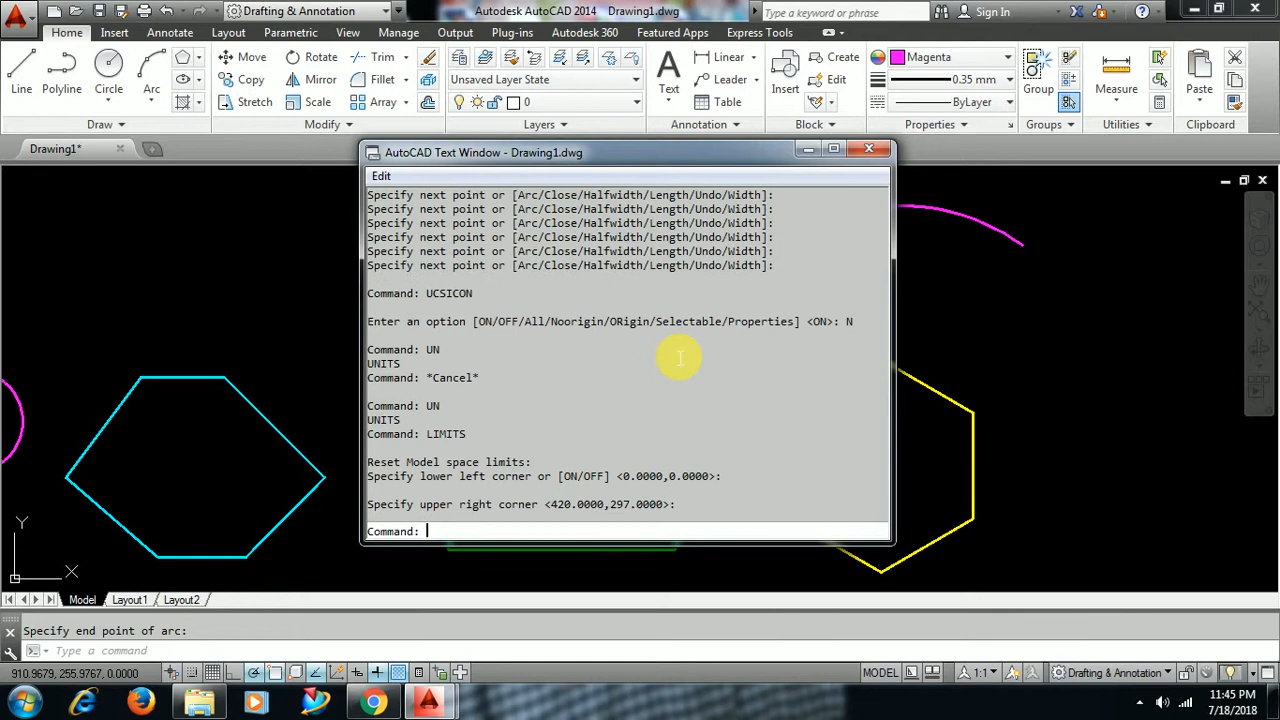 Drafting & Annotation
Autodesk AutoCAD 2014 Drawing1.dwg
Type a keyword or phrase
Sign In
Home Insert Annotate Layout Parametric View Manage Output Plug-ins Autodesk 360 Featured Apps Express Tools
Move Rotate Trim
Unsaved Layer State
Linear
Create
Magenta
Copy Mirror Fillet
Leader
Edit
0.35 mm
Line Polyline Circle Arc
Text
Insert
Group
Measure
Paste
Stretch Scale Array
0
Table
ByLayer
Draw Modify Layers Annotation Block Properties Groups Utilities Clipboard
Drawing1*
AutoCAD Text Window - Drawing1.dwg
Edit
Specify next point or [Arc/Close/Halfwidth/Length/Undo/Width]:
Specify next point or [Arc/Close/Halfwidth/Length/Undo/Width]:
Specify next point or [Arc/Close/Halfwidth/Length/Undo/Width]:
Specify next point or [Arc/Close/Halfwidth/Length/Undo/Width]:
Specify next point or [Arc/Close/Halfwidth/Length/Undo/Width]:
Specify next point or [Arc/Close/Halfwidth/Length/Undo/Width]:
Command: UCSICON
Enter an option [ON/OFF/All/Noorigin/ORigin/Selectable/Properties] <ON>: N
Command: UN
UNITS
Command: *Cancel*
Command: UN
UNITS
Command: LIMITS
Reset Model space limits:
Specify lower left corner or [ON/OFF] <0.0000,0.0000>:
Specify upper right corner <420.0000,297.0000>:
Command:
Y
X
Model Layout1 Layout2
Specify end point of arc:
Type a command
910.9679, 255.9767, 0.0000
MODEL
1:1
Drafting & Annotation
11:45 PM
7/18/2018